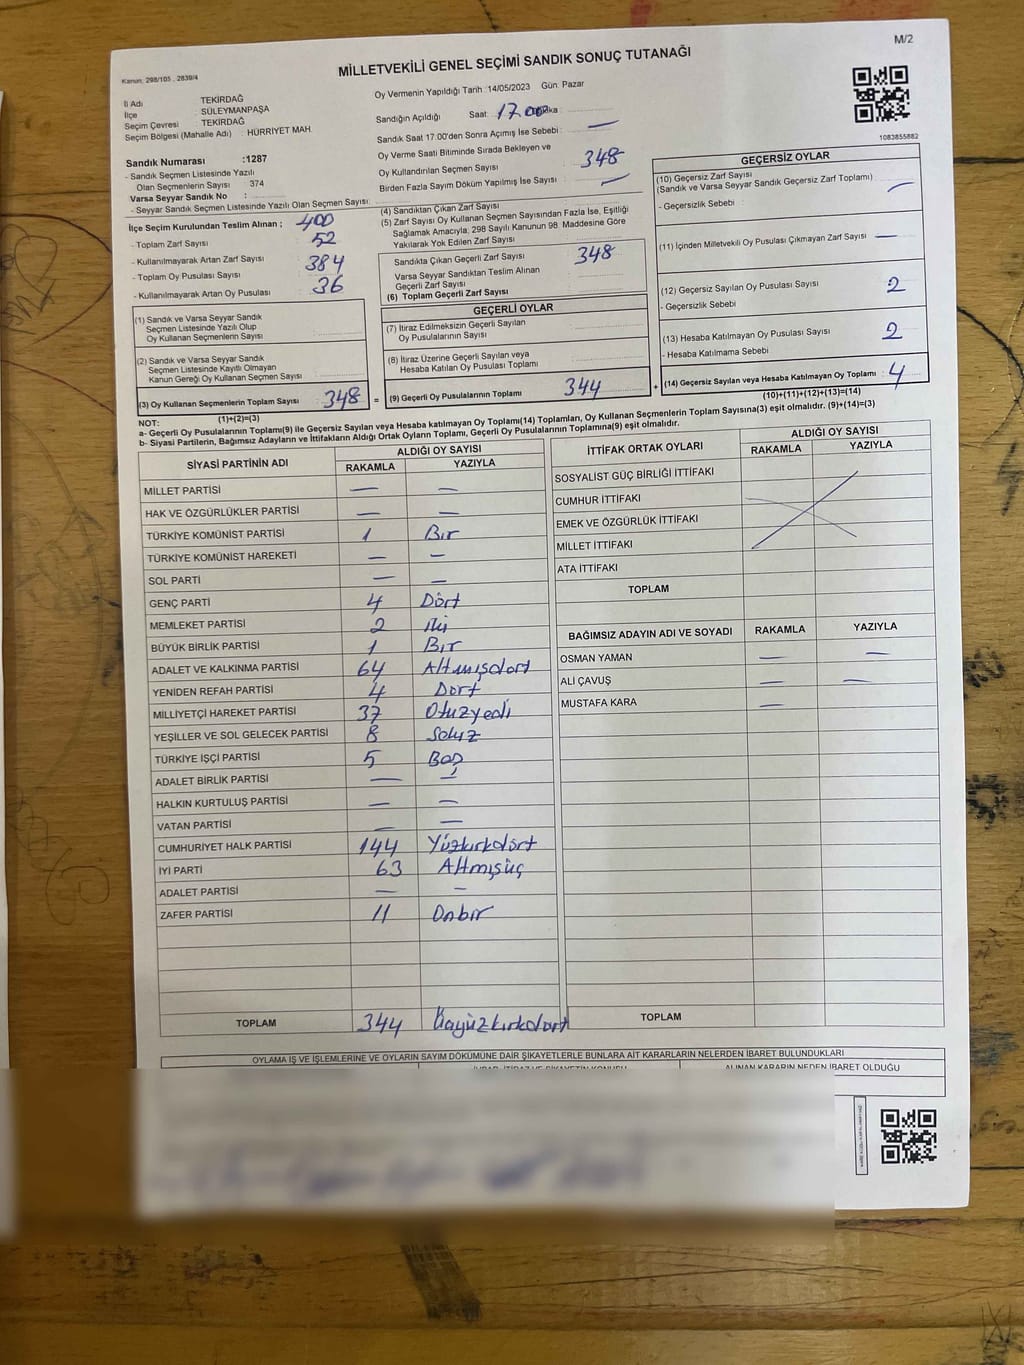 M/2
Kanun: 298/105 , 2839/4
MİLLETVEKİLİ GENEL SEÇİMİ SANDIK SONUÇ TUTANAĞI
İl Adı TEKİRDAĞ
İlçe : SÜLEYMANPAŞA
Seçim Çevresi TEKİRDAĞ
Seçim Bölgesi (Mahalle Adı) : HÜRRİYET MAH.
Sandık Numarası :1287
- Sandık Seçmen Listesinde Yazılı
Olan Seçmenlerin Sayısı 374
Varsa Seyyar Sandık No :
- Seyyar Sandık Seçmen Listesinde Yazılı Olan Seçmen Sayısı:
Oy Vermenin Yapıldığı Tarih :14/05/2023 Gün: Pazar
Sandığın Açıldığı Saat 17.00
Sandık Saat 17.00'den Sonra Açımış İse Sebebi : —
Oy Verme Saati Bitiminde Sırada Bekleyen ve
Oy Kullandırılan Seçmen Sayısı : 348
Birden Fazla Sayım Döküm Yapılmış İse Sayısı : —
1083855882
İlçe Seçim Kurulundan Teslim Alınan ;
- Toplam Zarf Sayısı : 400
- Kullanılmayarak Artan Zarf Sayısı : 52
- Toplam Oy Pusulası Sayısı : 384
- Kullanılmayarak Artan Oy Pusulası : 36
(4) Sandıktan Çıkan Zarf Sayısı
(5) Zarf Sayısı Oy Kullanan Seçmen Sayısından Fazla İse, Eşitliği
Sağlamak Amacıyla, 298 Sayılı Kanunun 98. Maddesine Göre
Yakılarak Yok Edilen Zarf Sayısı
Sandıkta Çıkan Geçerli Zarf Sayısı 348
Varsa Seyyar Sandıktan Teslim Alınan
Geçerli Zarf Sayısı
(6) Toplam Geçerli Zarf Sayısı
GEÇERSİZ OYLAR
(10) Geçersiz Zarf Sayısı
(Sandık ve Varsa Seyyar Sandık Geçersiz Zarf Toplamı) —
- Geçersizlik Sebebi :
(11) İçinden Milletvekili Oy Pusulası Çıkmayan Zarf Sayısı —
(12) Geçersiz Sayılan Oy Pusulası Sayısı 2
- Geçersizlik Sebebi
(13) Hesaba Katılmayan Oy Pusulası Sayısı 2
- Hesaba Katılmama Sebebi
(14) Geçersiz Sayılan veya Hesaba Katılmayan Oy Toplamı : 4
(10)+(11)+(12)+(13)=(14)
(1) Sandık ve Varsa Seyyar Sandık
Seçmen Listesinde Yazılı Olup
Oy Kullanan Seçmenlerin Sayısı :
(2) Sandık ve Varsa Seyyar Sandık
Seçmen Listesinde Kayıtlı Olmayan
Kanun Gereği Oy Kullanan Seçmen Sayısı
(3) Oy Kullanan Seçmenlerin Toplam Sayısı 348 =
(1)+(2)=(3)
GEÇERLİ OYLAR
(7) İtiraz Edilmeksizin Geçerli Sayılan
Oy Pusulalarının Sayısı
(8) İtiraz Üzerine Geçerli Sayılan veya
Hesaba Katılan Oy Pusulası Toplamı
(9) Geçerli Oy Pusulalarının Toplamı 344 +
NOT:
a- Geçerli Oy Pusulalarının Toplamı(9) ile Geçersiz Sayılan veya Hesaba katılmayan Oy Toplamı(14) Toplamları, Oy Kullanan Seçmenlerin Toplam Sayısına(3) eşit olmalıdır. (9)+(14)=(3)
b- Siyasi Partilerin, Bağımsız Adayların ve İttifakların Aldığı Ortak Oyların Toplamı, Geçerli Oy Pusulalarının Toplamına(9) eşit olmalıdır.
SİYASİ PARTİNİN ADI ALDIĞI OY SAYISI
RAKAMLA YAZIYLA
MİLLET PARTİSİ — —
HAK VE ÖZGÜRLÜKLER PARTİSİ — —
TÜRKİYE KOMÜNİST PARTİSİ 1 Bir
TÜRKİYE KOMÜNİST HAREKETİ — —
SOL PARTİ — —
GENÇ PARTİ 4 Dört
MEMLEKET PARTİSİ 2 İki
BÜYÜK BİRLİK PARTİSİ 1 Bir
ADALET VE KALKINMA PARTİSİ 64 Altmışdört
YENİDEN REFAH PARTİSİ 4 Dört
MİLLİYETÇİ HAREKET PARTİSİ 37 Otuzyedi
YEŞİLLER VE SOL GELECEK PARTİSİ 8 Sekiz
TÜRKİYE İŞÇİ PARTİSİ 5 Beş
ADALET BİRLİK PARTİSİ — —
HALKIN KURTULUŞ PARTİSİ — —
VATAN PARTİSİ — —
CUMHURİYET HALK PARTİSİ 144 Yüzkırkdört
İYİ PARTİ 63 Altmışüç
ADALET PARTİSİ — —
ZAFER PARTİSİ 11 Onbir
TOPLAM 344 Üçyüzkırkdört
İTTİFAK ORTAK OYLARI ALDIĞI OY SAYISI
RAKAMLA YAZIYLA
SOSYALİST GÜÇ BİRLİĞİ İTTİFAKI
CUMHUR İTTİFAKI
EMEK VE ÖZGÜRLÜK İTTİFAKI
MİLLET İTTİFAKI
ATA İTTİFAKI
TOPLAM
BAĞIMSIZ ADAYIN ADI VE SOYADI RAKAMLA YAZIYLA
OSMAN YAMAN — —
ALİ ÇAVUŞ — —
MUSTAFA KARA —
TOPLAM
OYLAMA İŞ VE İŞLEMLERİNE VE OYLARIN SAYIM DÖKÜMÜNE DAİR ŞİKAYETLERLE BUNLARA AİT KARARLARIN NELERDEN İBARET BULUNDUKLARI
ALINAN KARARIN NEDEN İBARET OLDUĞU